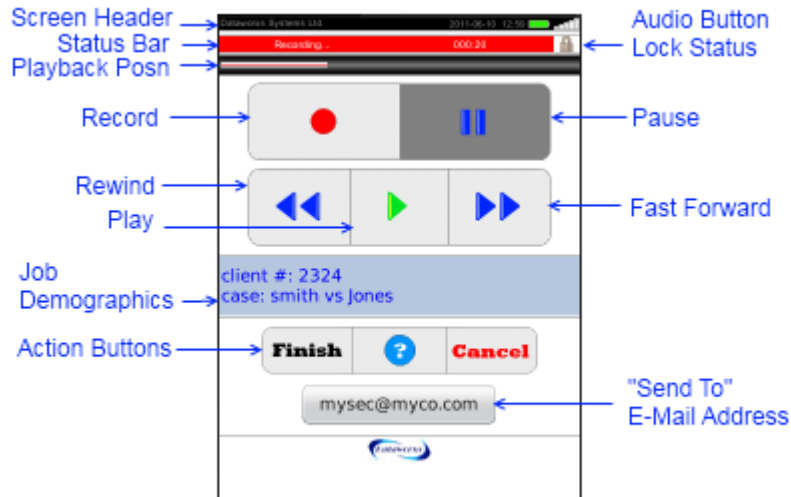 Screen Header
Dataworxs Systems Ltd.
2011-06-10 12:59
Audio Button
Status Bar
Recording...
000:20
Lock Status
Playback Posn
Record
Pause
Rewind
Play
Fast Forward
Job
Demographics
client #: 2324
case: smith vs Jones
Action Buttons
Finish
?
Cancel
mysec@myco.com
"Send To"
E-Mail Address